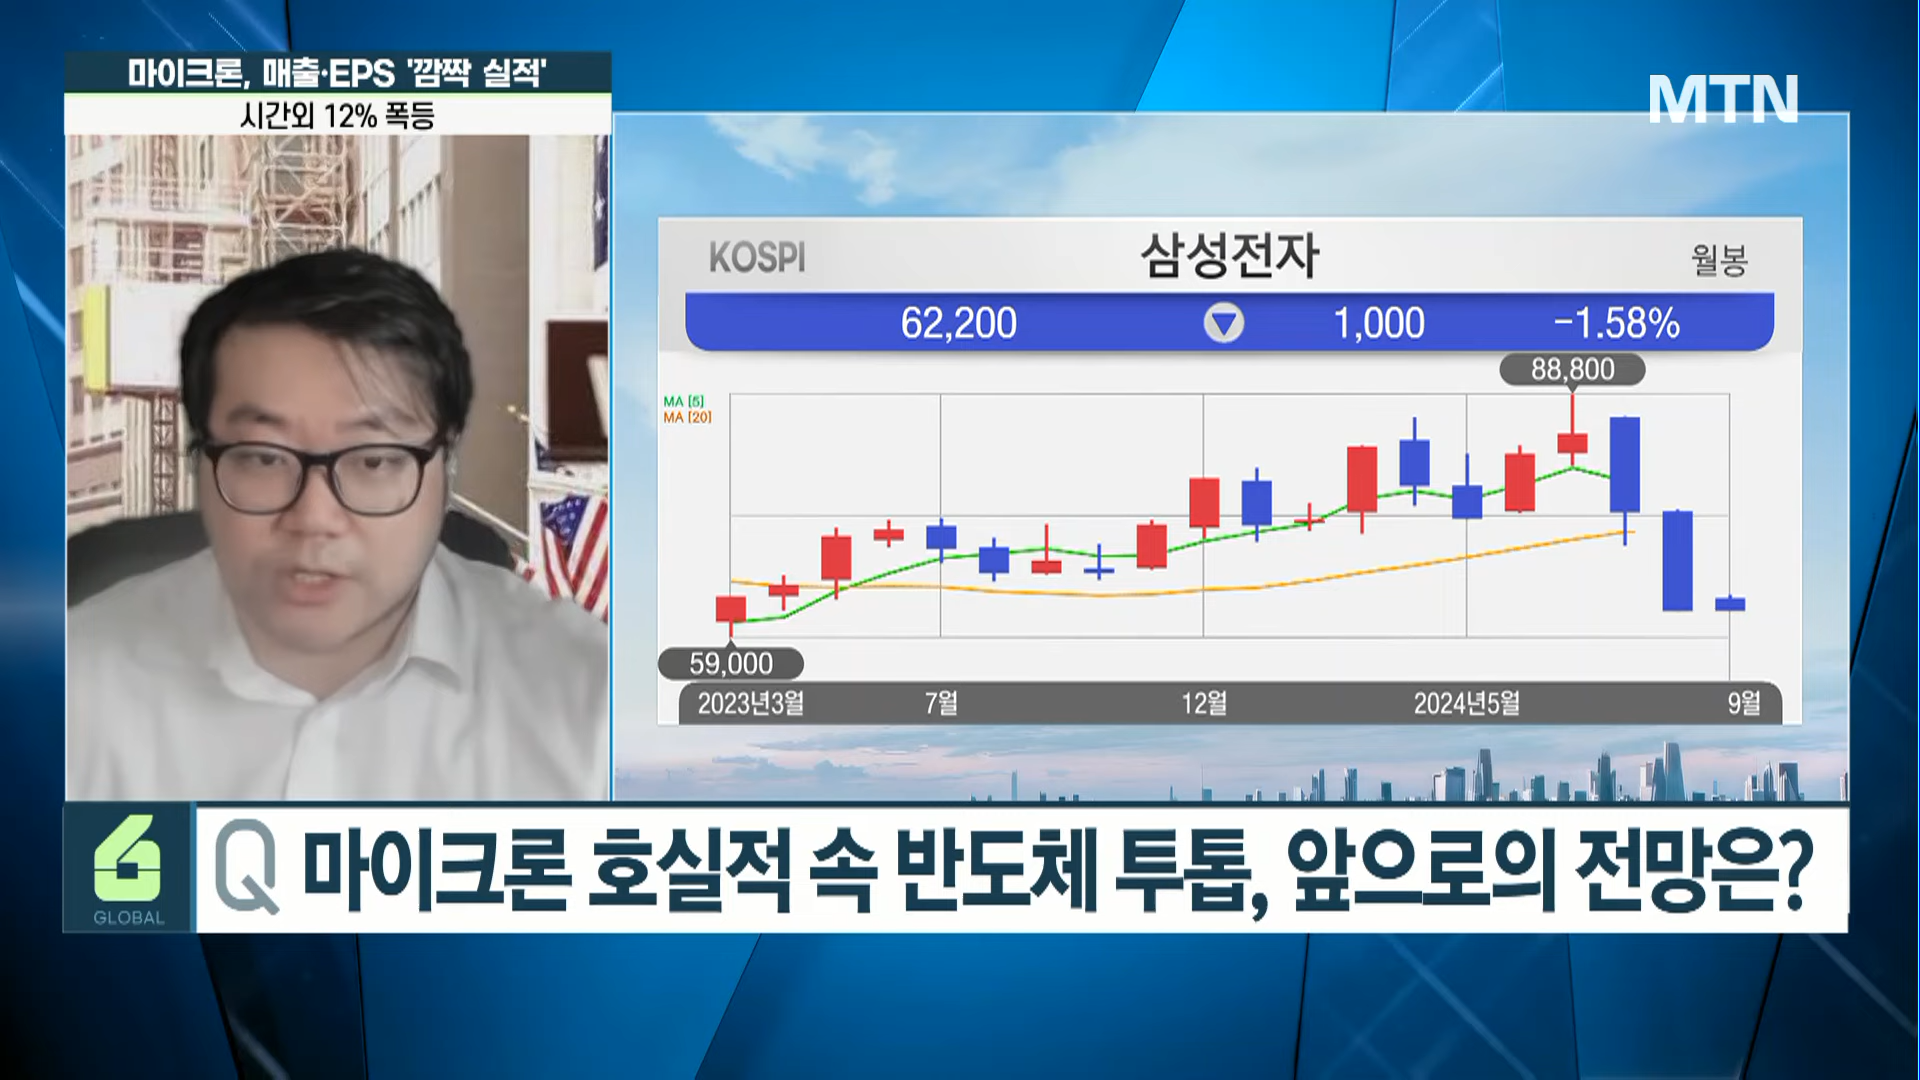 마이크론, 매출·EPS '깜짝 실적'
시간외 12% 폭등
MTN
KOSPI 삼성전자 월봉
62,200 ▼ 1,000 -1.58%
88,800
MA [5]
MA [20]
59,000
2023년3월 7월 12월 2024년5월 9월
Q 마이크론 호실적 속 반도체 투톱, 앞으로의 전망은?
6
GLOBAL